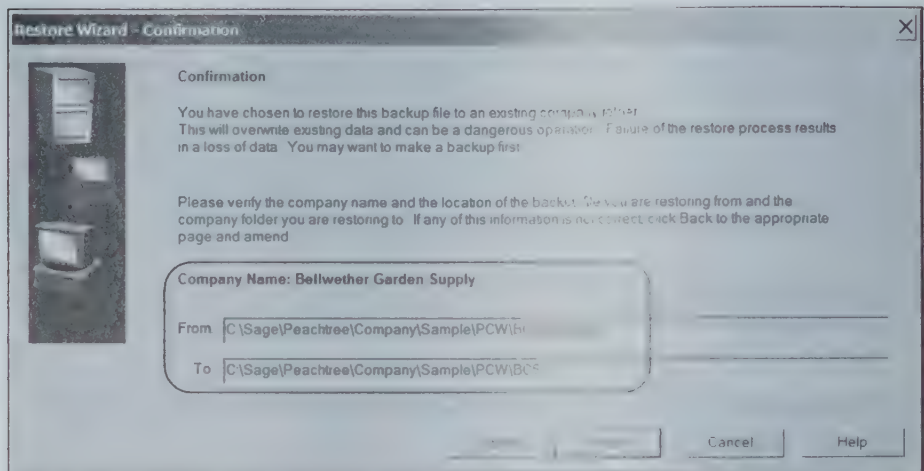 Restore Wizard - Confirmation
Confirmation
You have chosen to restore this backup file to an existing company folder
This will overwrite existing data and can be a dangerous operation. Failure of the restore process results
in a loss of data You may want to make a backup first
Please verify the company name and the location of the backup file you are restoring from and the
company folder you are restoring to If any of this information is not correct, click Back to the appropriate
page and amend
Company Name: Bellwether Garden Supply
From C:\Sage\Peachtree\Company\Sample\PCW\
To C:\Sage\Peachtree\Company\Sample\PCW\BCS
Cancel Help